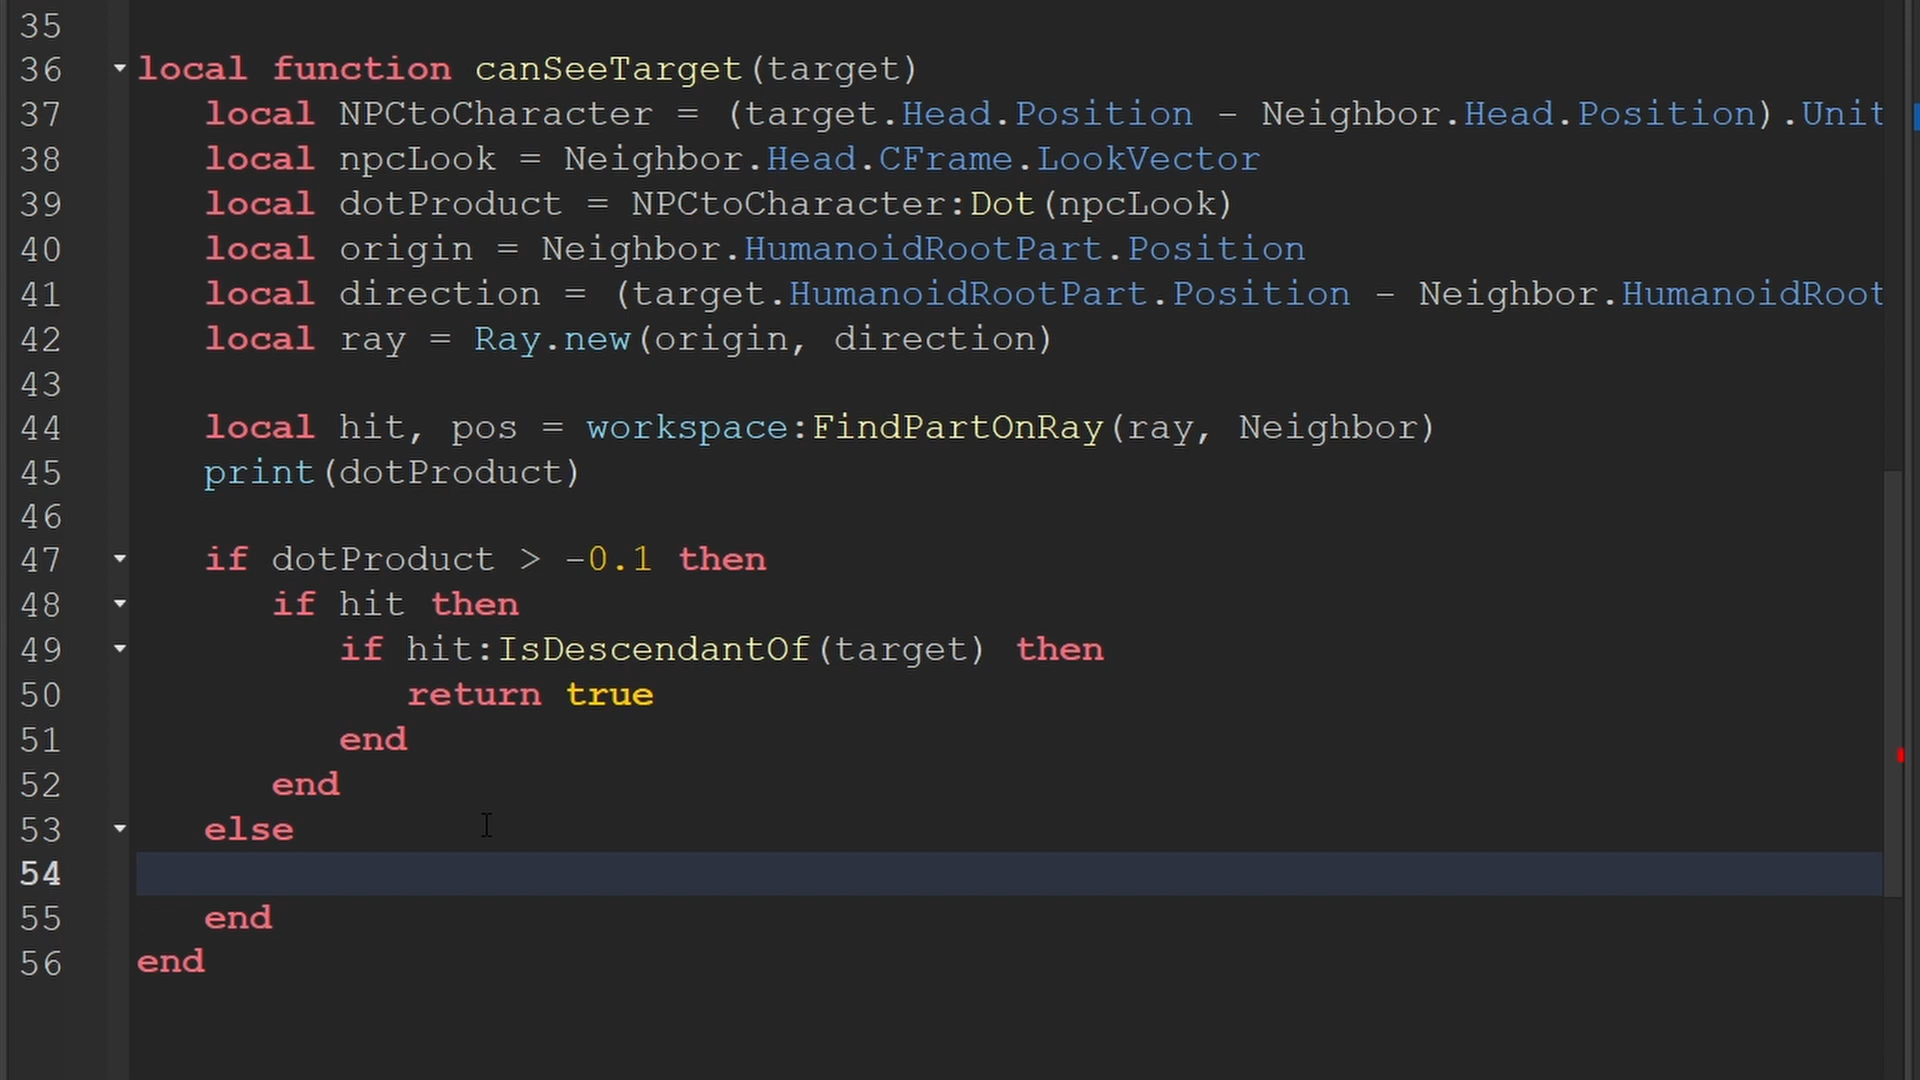 35
36 local function canSeeTarget(target)
37 local NPCtoCharacter = (target.Head.Position - Neighbor.Head.Position).Unit
38 local npcLook = Neighbor.Head.CFrame.LookVector
39 local dotProduct = NPCtoCharacter:Dot(npcLook)
40 local origin = Neighbor.HumanoidRootPart.Position
41 local direction = (target.HumanoidRootPart.Position - Neighbor.HumanoidRoot
42 local ray = Ray.new(origin, direction)
43
44 local hit, pos = workspace:FindPartOnRay(ray, Neighbor)
45 print(dotProduct)
46
47 if dotProduct > -0.1 then
48 if hit then
49 if hit:IsDescendantOf(target) then
50 return true
51 end
52 end
53 else
54
55 end
56 end